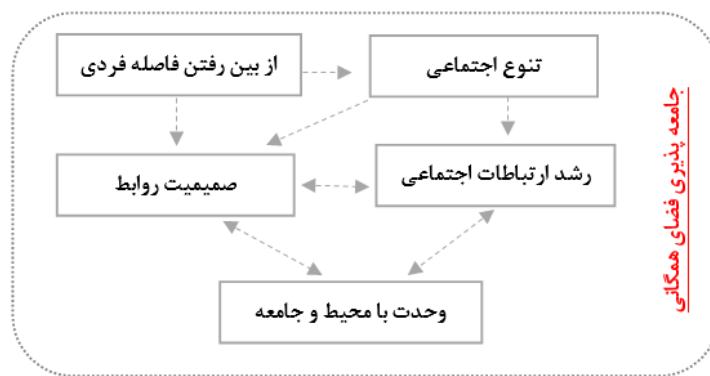 جامعه پذیری فضای همگانی
تنوع اجتماعی
از بین رفتن فاصله فردی
رشد ارتباطات اجتماعی
صمیمیت روابط
وحدت با محیط و جامعه